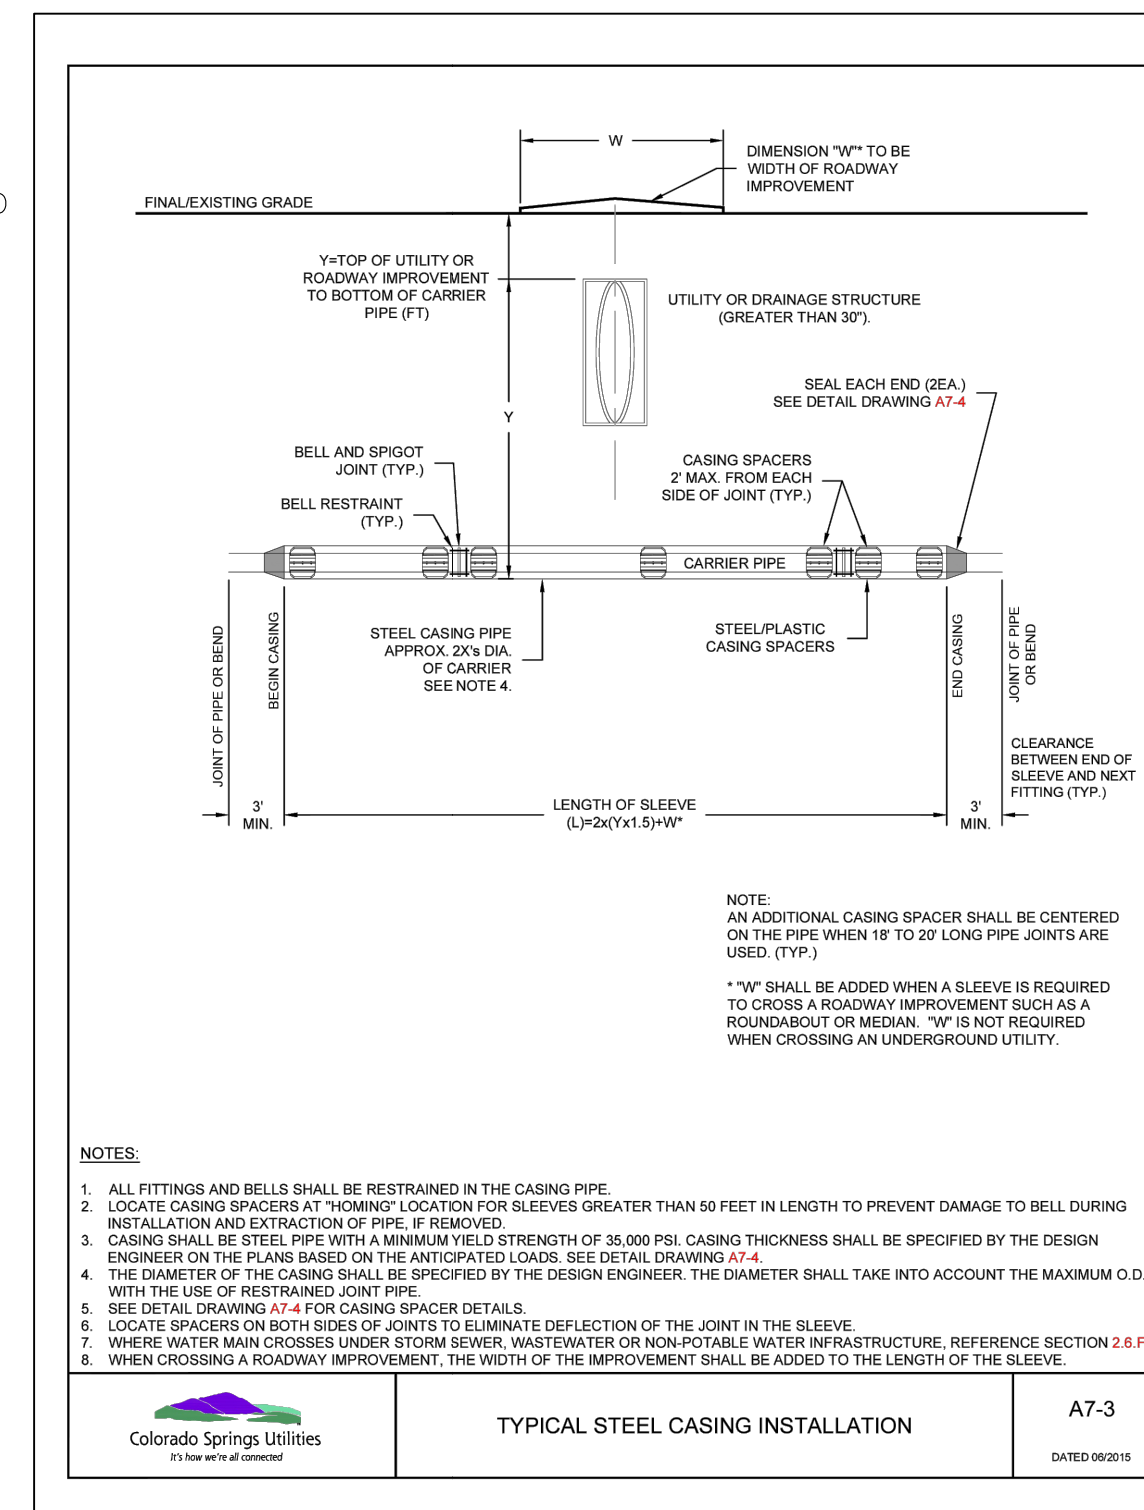 W
DIMENSION "W"* TO BE
WIDTH OF ROADWAY
IMPROVEMENT
FINAL/EXISTING GRADE
Y=TOP OF UTILITY OR
ROADWAY IMPROVEMENT
TO BOTTOM OF CARRIER
PIPE (FT)
UTILITY OR DRAINAGE STRUCTURE
(GREATER THAN 30").
SEAL EACH END (2EA.)
SEE DETAIL DRAWING A7-4
Y
BELL AND SPIGOT
JOINT (TYP.)
CASING SPACERS
2' MAX. FROM EACH
SIDE OF JOINT (TYP.)
BELL RESTRAINT
(TYP.)
CARRIER PIPE
STEEL CASING PIPE
APPROX. 2X's DIA.
OF CARRIER
SEE NOTE 4.
STEEL/PLASTIC
CASING SPACERS
JOINT OF PIPE OR BEND
BEGIN CASING
END CASING
JOINT OF PIPE
OR BEND
CLEARANCE
BETWEEN END OF
SLEEVE AND NEXT
FITTING (TYP.)
3'
MIN.
LENGTH OF SLEEVE
(L)=2x(Yx1.5)+W*
3'
MIN.
NOTE:
AN ADDITIONAL CASING SPACER SHALL BE CENTERED
ON THE PIPE WHEN 18' TO 20' LONG PIPE JOINTS ARE
USED. (TYP.)
* "W" SHALL BE ADDED WHEN A SLEEVE IS REQUIRED
TO CROSS A ROADWAY IMPROVEMENT SUCH AS A
ROUNDABOUT OR MEDIAN. "W" IS NOT REQUIRED
WHEN CROSSING AN UNDERGROUND UTILITY.
NOTES:
1. ALL FITTINGS AND BELLS SHALL BE RESTRAINED IN THE CASING PIPE.
2. LOCATE CASING SPACERS AT "HOMING" LOCATION FOR SLEEVES GREATER THAN 50 FEET IN LENGTH TO PREVENT DAMAGE TO BELL DURING
INSTALLATION AND EXTRACTION OF PIPE, IF REMOVED.
3. CASING SHALL BE STEEL PIPE WITH A MINIMUM YIELD STRENGTH OF 35,000 PSI. CASING THICKNESS SHALL BE SPECIFIED BY THE DESIGN
ENGINEER ON THE PLANS BASED ON THE ANTICIPATED LOADS. SEE DETAIL DRAWING A7-4.
4. THE DIAMETER OF THE CASING SHALL BE SPECIFIED BY THE DESIGN ENGINEER. THE DIAMETER SHALL TAKE INTO ACCOUNT THE MAXIMUM O.D.
WITH THE USE OF RESTRAINED JOINT PIPE.
5. SEE DETAIL DRAWING A7-4 FOR CASING SPACER DETAILS.
6. LOCATE SPACERS ON BOTH SIDES OF JOINTS TO ELIMINATE DEFLECTION OF THE JOINT IN THE SLEEVE.
7. WHERE WATER MAIN CROSSES UNDER STORM SEWER, WASTEWATER OR NON-POTABLE WATER INFRASTRUCTURE, REFERENCE SECTION 2.6.F
8. WHEN CROSSING A ROADWAY IMPROVEMENT, THE WIDTH OF THE IMPROVEMENT SHALL BE ADDED TO THE LENGTH OF THE SLEEVE.
Colorado Springs Utilities
It's how we're all connected
TYPICAL STEEL CASING INSTALLATION
A7-3
DATED 06/2015